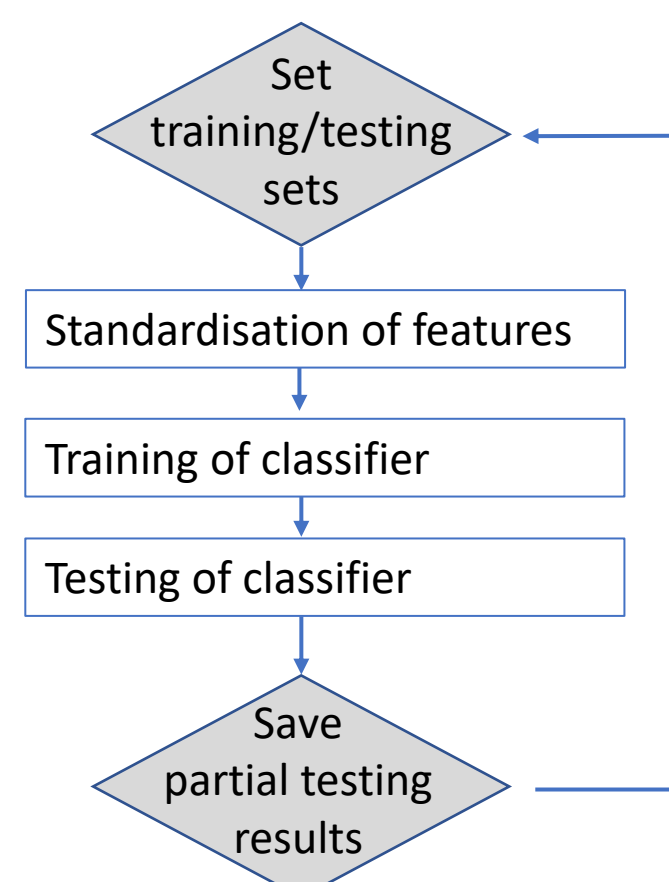 Set
training/testing
sets
Standardisation of features
Training of classifier
Testing of classifier
Save
partial testing
results